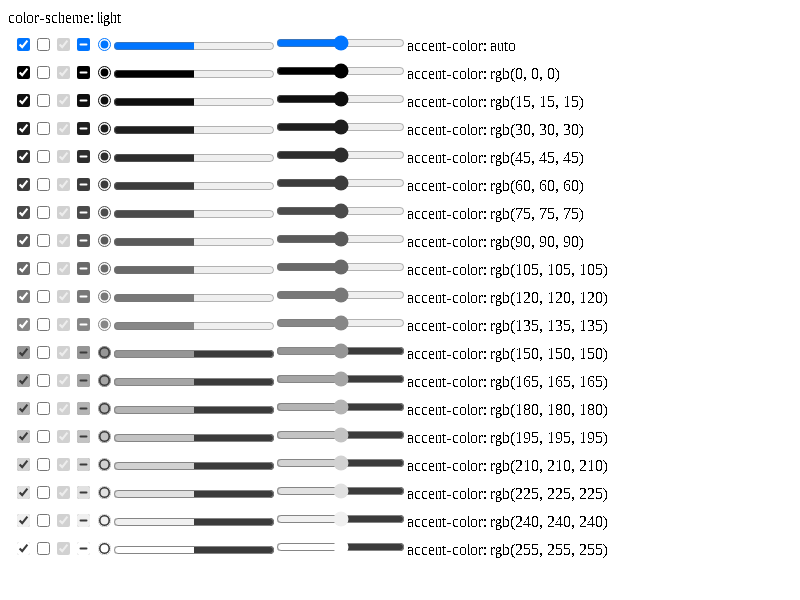 color-scheme: light
accent-color: auto
accent-color: rgb(0, 0, 0)
accent-color: rgb(15, 15, 15)
accent-color: rgb(30, 30, 30)
accent-color: rgb(45, 45, 45)
accent-color: rgb(60, 60, 60)
accent-color: rgb(75, 75, 75)
accent-color: rgb(90, 90, 90)
accent-color: rgb(105, 105, 105)
accent-color: rgb(120, 120, 120)
accent-color: rgb(135, 135, 135)
accent-color: rgb(150, 150, 150)
accent-color: rgb(165, 165, 165)
accent-color: rgb(180, 180, 180)
accent-color: rgb(195, 195, 195)
accent-color: rgb(210, 210, 210)
accent-color: rgb(225, 225, 225)
accent-color: rgb(240, 240, 240)
accent-color: rgb(255, 255, 255)